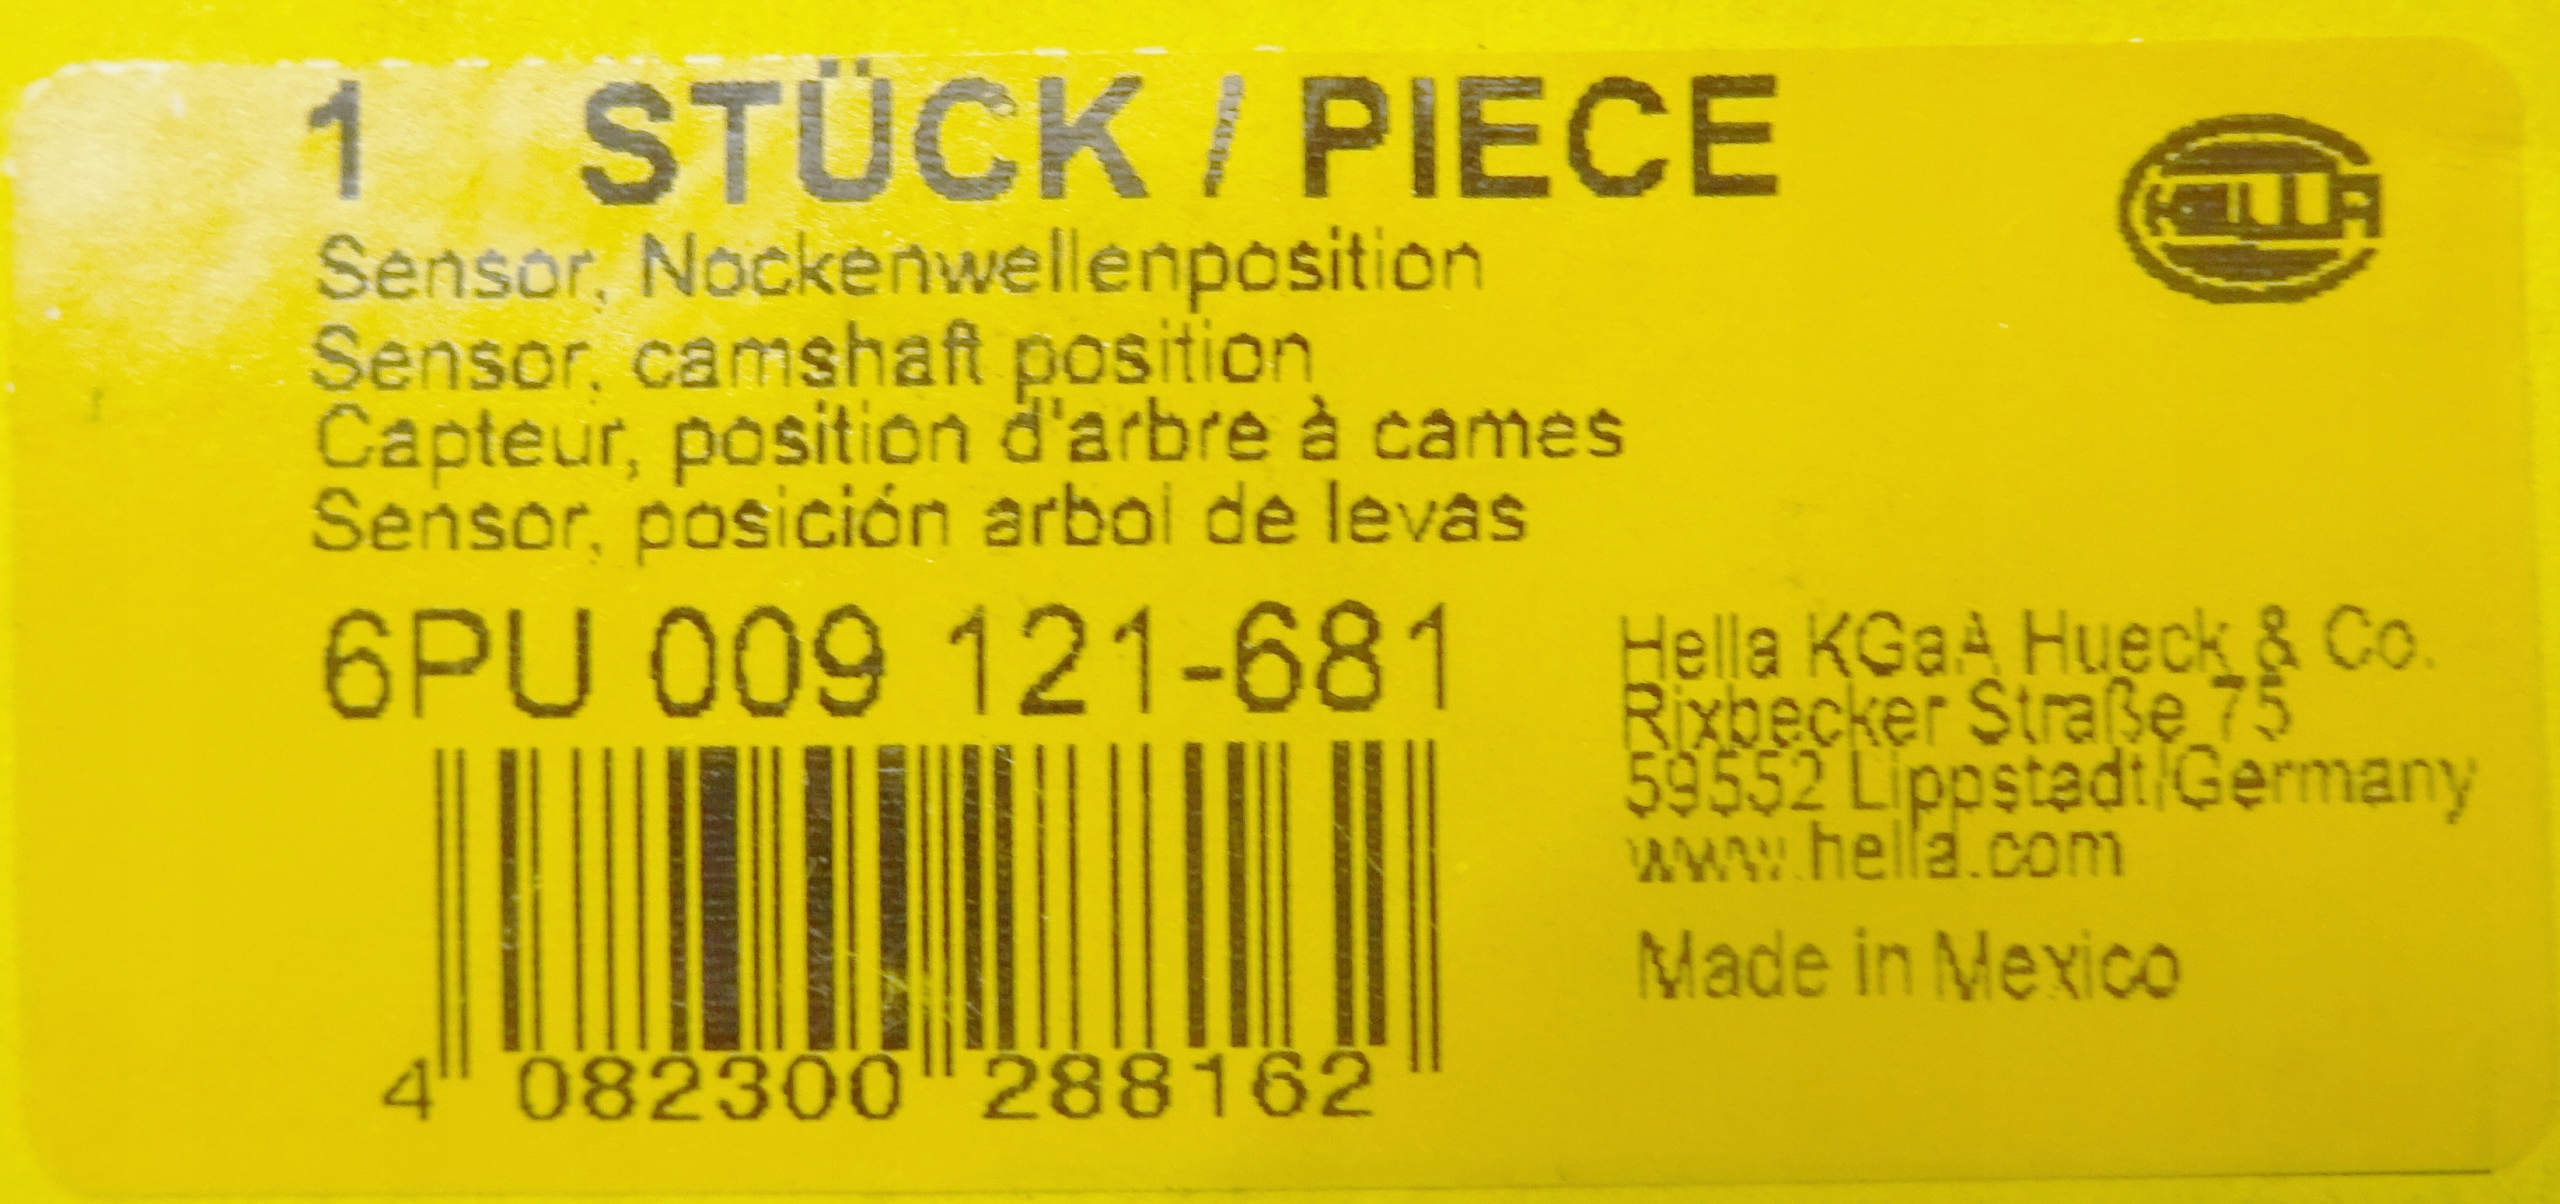 1 STÜCK / PIECE
HELLA
Sensor, Nockenwellenposition
Sensor, camshaft position
Capteur, position d'arbre à cames
Sensor, posición arbol de levas
6PU 009 121-681
Hella KGaA Hueck & Co.
Rixbecker Straße 75
59552 Lippstadt/Germany
www.hella.com
Made in Mexico
4 082300 288162